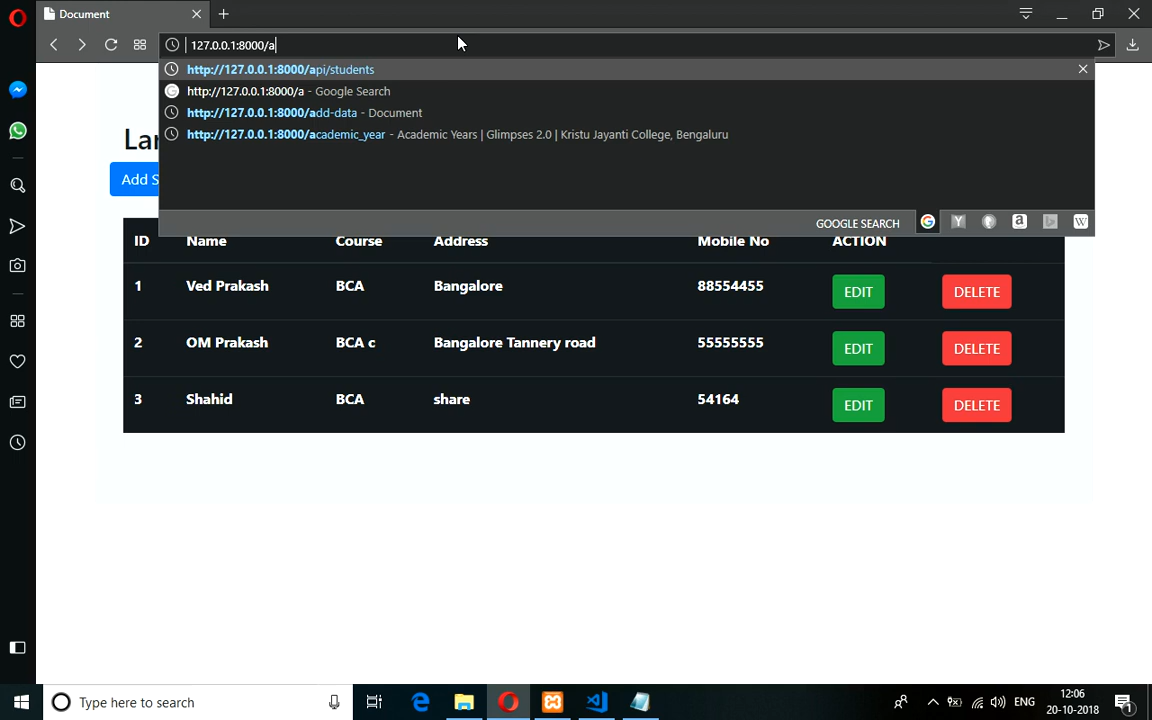 Document
127.0.0.1:8000/a
http://127.0.0.1:8000/api/students
http://127.0.0.1:8000/a - Google Search
http://127.0.0.1:8000/add-data - Document
http://127.0.0.1:8000/academic_year - Academic Years | Glimpses 2.0 | Kristu Jayanti College, Bengaluru
GOOGLE SEARCH
Lar
Add S
ID Name Course Address Mobile No ACTION
1 Ved Prakash BCA Bangalore 88554455 EDIT DELETE
2 OM Prakash BCA c Bangalore Tannery road 55555555 EDIT DELETE
3 Shahid BCA share 54164 EDIT DELETE
Type here to search
ENG
12:06
20-10-2018
1